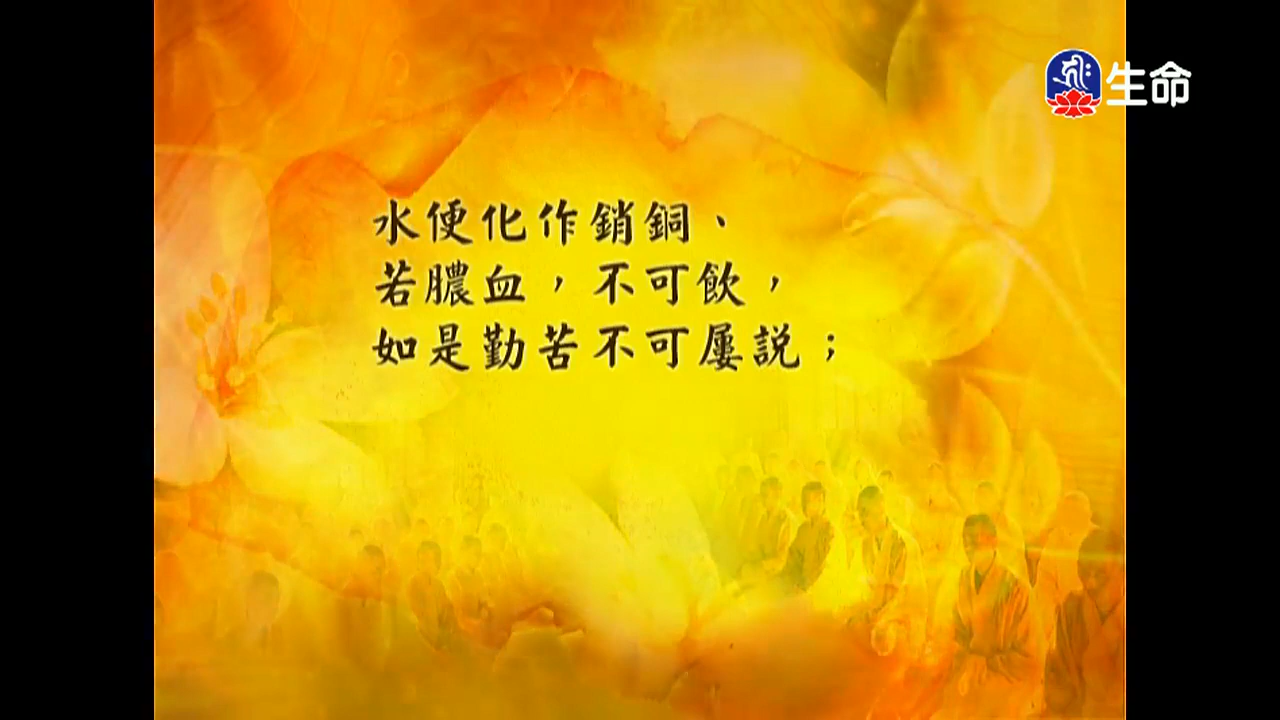 生命
水便化作銷銅、
若膿血，不可飲，
如是勤苦不可屢説；